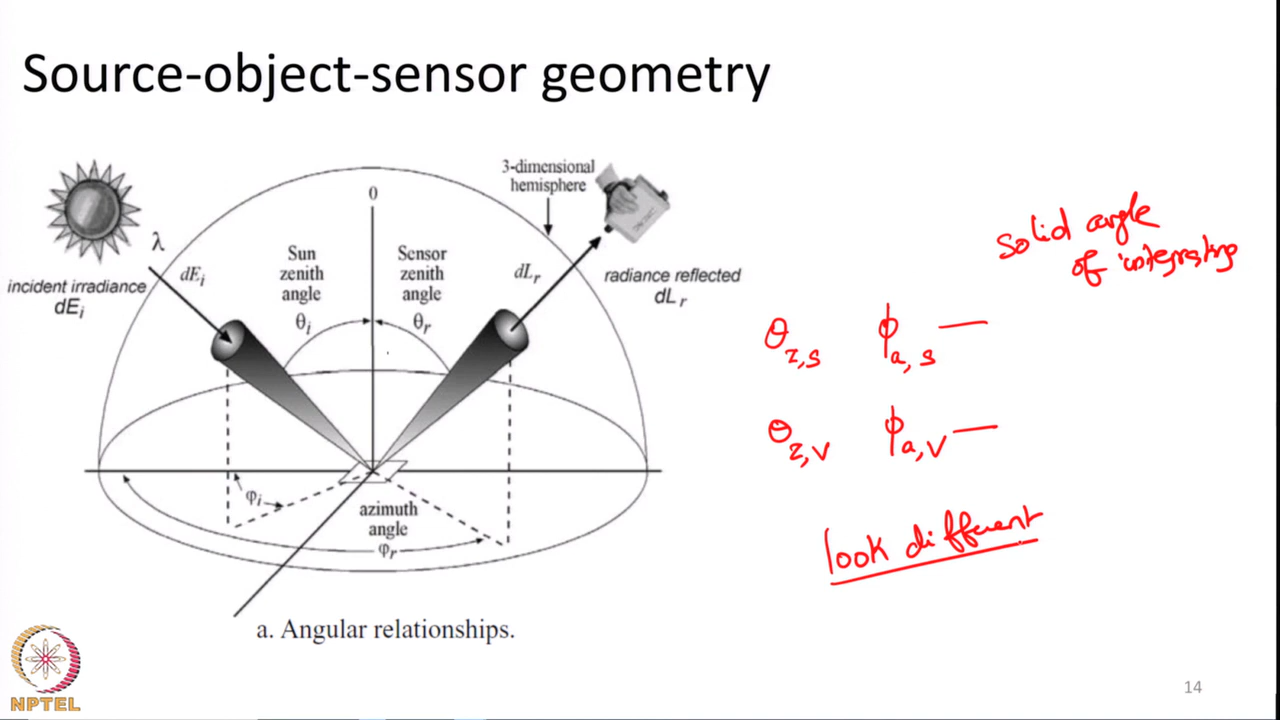 Source-object-sensor geometry
3-dimensional
hemisphere
0
λ
dEi
Sun
zenith
angle
θi
Sensor
zenith
angle
θr
dLr
incident irradiance
dEi
radiance reflected
dLr
φi
azimuth
angle
φr
a. Angular relationships.
solid angle
of integrating
θz,s ϕa,s —
θz,v ϕa,v —
look different
NPTEL
14